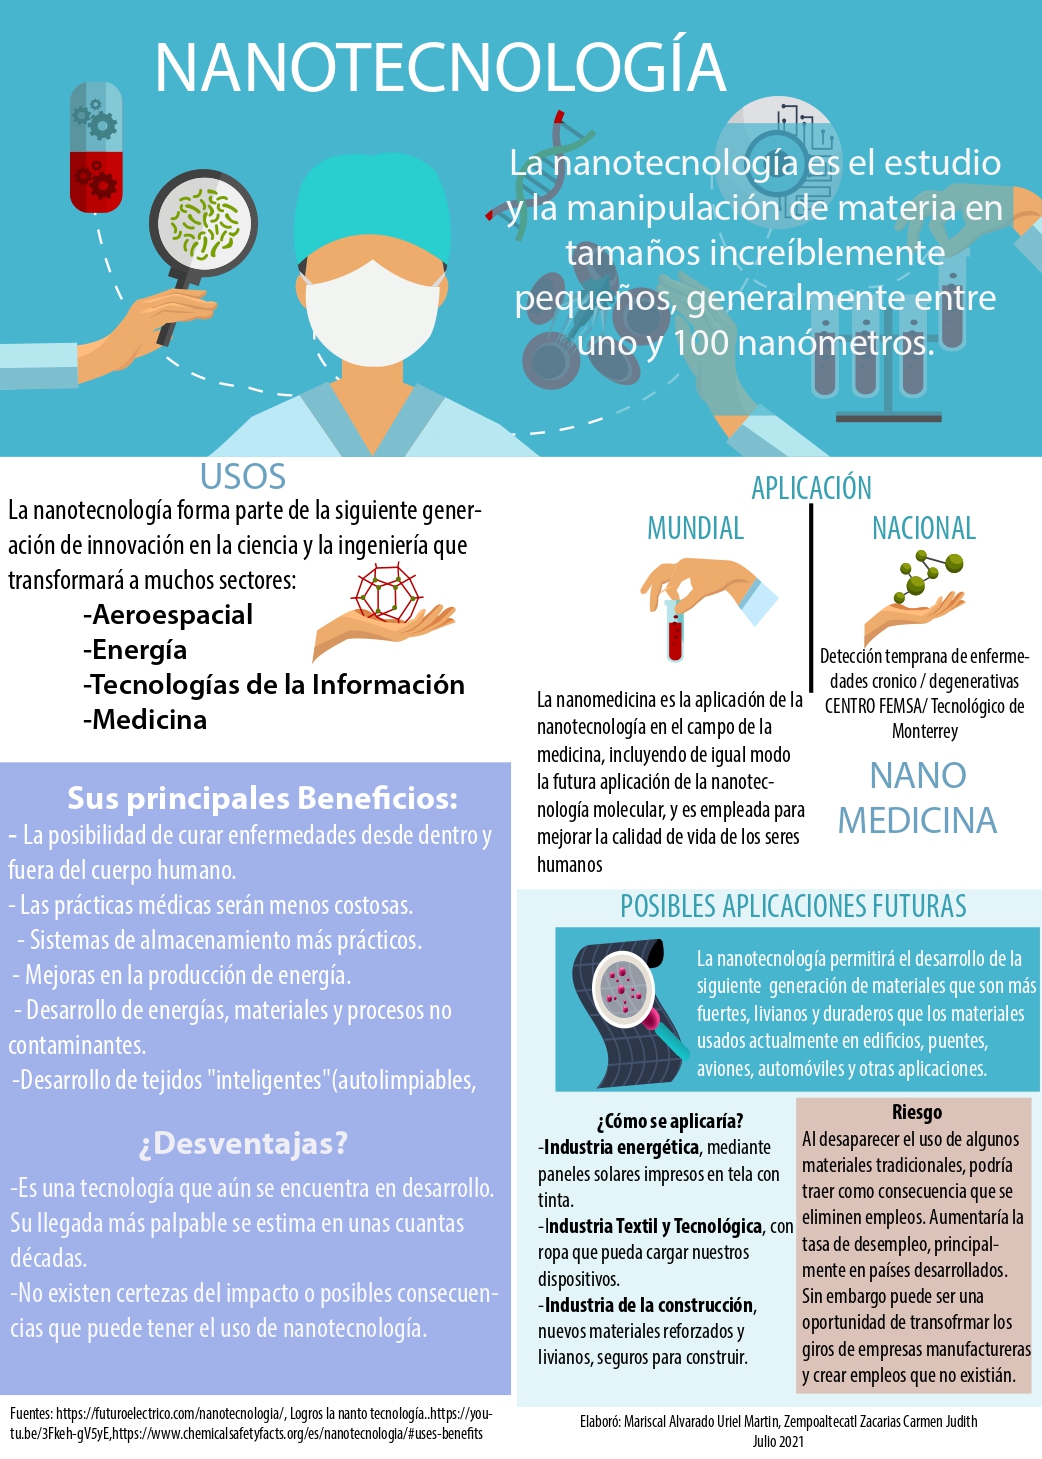 NANOTECNOLOGÍA
La nanotecnología es el estudio
y la manipulación de materia en
tamaños increíblemente
pequeños, generalmente entre
uno y 100 nanómetros.
USOS
La nanotecnología forma parte de la siguiente gener-
ación de innovación en la ciencia y la ingeniería que
transformará a muchos sectores:
-Aeroespacial
-Energía
-Tecnologías de la Información
-Medicina
Sus principales Beneficios:
- La posibilidad de curar enfermedades desde dentro y
fuera del cuerpo humano.
- Las prácticas médicas serán menos costosas.
- Sistemas de almacenamiento más prácticos.
- Mejoras en la producción de energía.
- Desarrollo de energías, materiales y procesos no
contaminantes.
-Desarrollo de tejidos "inteligentes"(autolimpiables,
¿Desventajas?
-Es una tecnología que aún se encuentra en desarrollo.
Su llegada más palpable se estima en unas cuantas
décadas.
-No existen certezas del impacto o posibles consecuen-
cias que puede tener el uso de nanotecnología.
Fuentes: https://futuroelectrico.com/nanotecnologia/, Logros la nanto tecnología..https://you-
tu.be/3Fkeh-gV5yE,https://www.chemicalsafetyfacts.org/es/nanotecnologia/#uses-benefits
APLICACIÓN
MUNDIAL
La nanomedicina es la aplicación de la
nanotecnología en el campo de la
medicina, incluyendo de igual modo
la futura aplicación de la nanotec-
nología molecular, y es empleada para
mejorar la calidad de vida de los seres
humanos
NACIONAL
Detección temprana de enferme-
dades cronico / degenerativas
CENTRO FEMSA/ Tecnológico de
Monterrey
NANO
MEDICINA
POSIBLES APLICACIONES FUTURAS
La nanotecnología permitirá el desarrollo de la
siguiente generación de materiales que son más
fuertes, livianos y duraderos que los materiales
usados actualmente en edificios, puentes,
aviones, automóviles y otras aplicaciones.
¿Cómo se aplicaría?
-Industria energética, mediante
paneles solares impresos en tela con
tinta.
-Industria Textil y Tecnológica, con
ropa que pueda cargar nuestros
dispositivos.
-Industria de la construcción,
nuevos materiales reforzados y
livianos, seguros para construir.
Riesgo
Al desaparecer el uso de algunos
materiales tradicionales, podría
traer como consecuencia que se
eliminen empleos. Aumentaría la
tasa de desempleo, principal-
mente en países desarrollados.
Sin embargo puede ser una
oportunidad de transofrmar los
giros de empresas manufactureras
y crear empleos que no existián.
Elaboró: Mariscal Alvarado Uriel Martin, Zempoaltecatl Zacarias Carmen Judith
Julio 2021